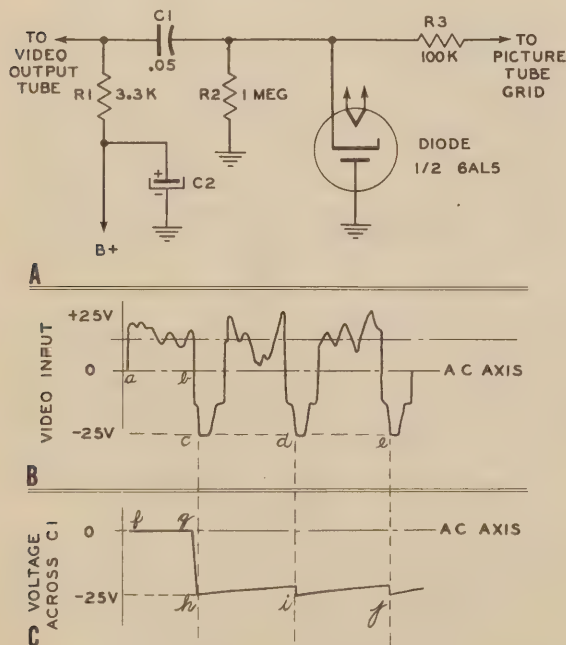 C1
R3
TO
VIDEO
OUTPUT
TUBE
.05
100K
TO
PICTURE
TUBE
GRID
R1 3.3K
R2 1 MEG
DIODE
1/2 6AL5
+
-
C2
B+
A
VIDEO INPUT
+25V
0
-25V
a
b
c
d
e
AC AXIS
B
VOLTAGE
ACROSS C1
0
-25V
f
g
h
i
j
AC AXIS
C